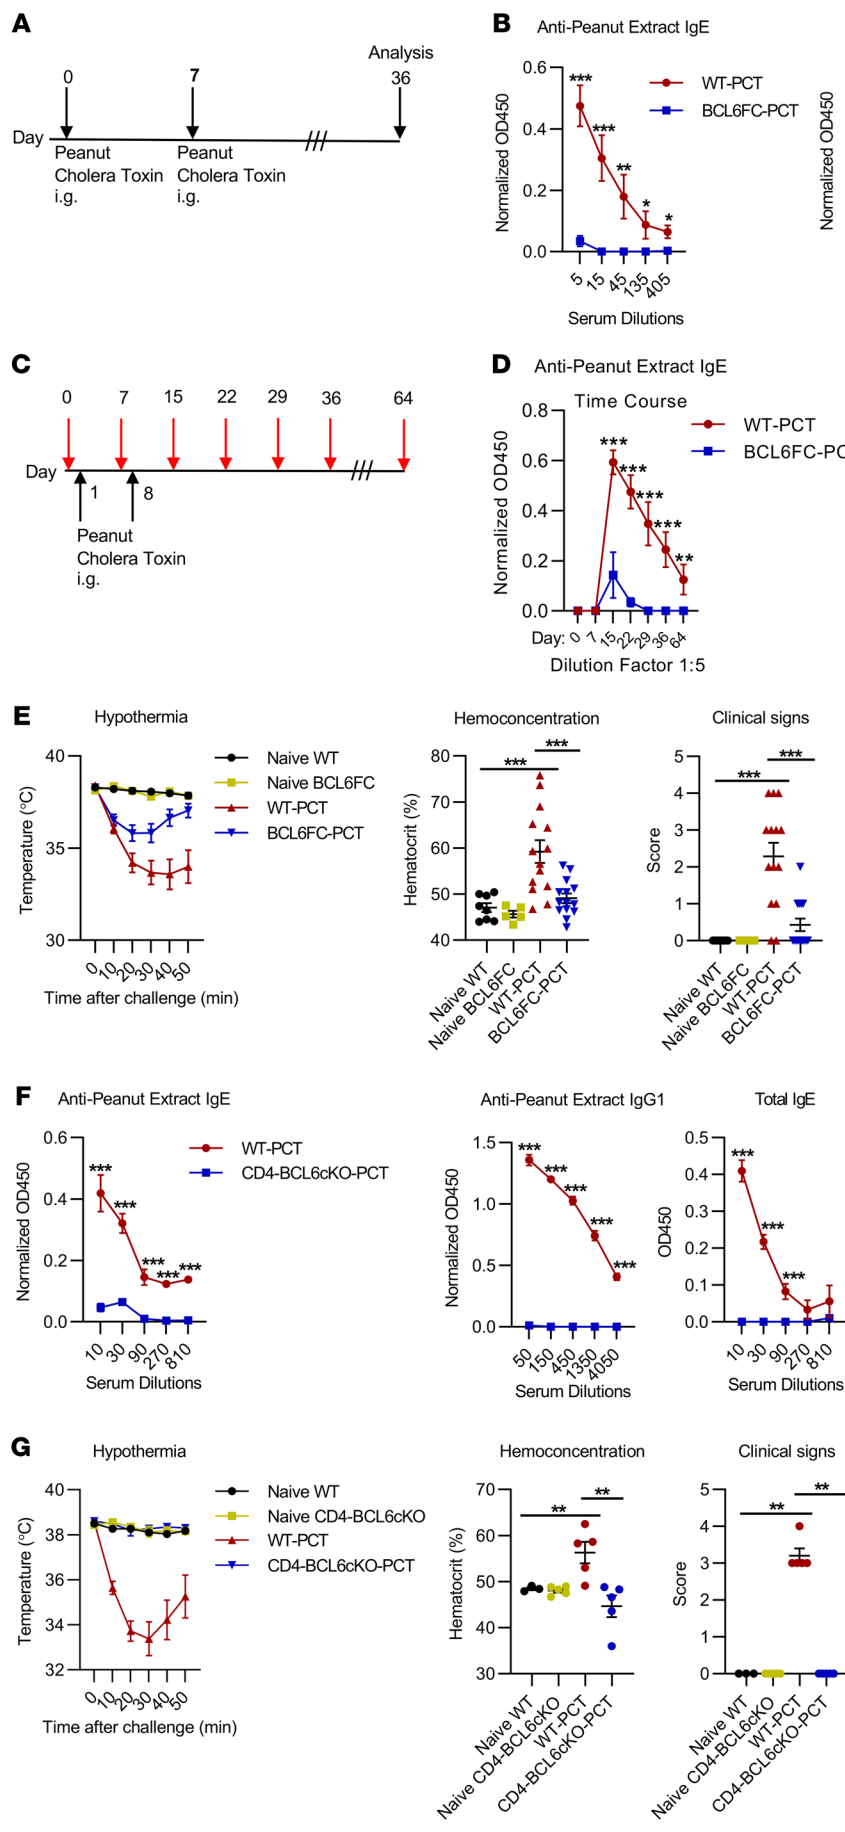 A
Analysis
0
7
36
Day
Peanut
Cholera Toxin
i.g.
Peanut
Cholera Toxin
i.g.
B
Anti-Peanut Extract IgE
Normalized OD450
0.6
0.4
0.2
0.0
***
***
**
*
*
WT-PCT
BCL6FC-PCT
5
15
45
135
405
Serum Dilutions
Normalized OD450
C
0 7 15 22 29 36 64
Day
1
8
Peanut
Cholera Toxin
i.g.
D
Anti-Peanut Extract IgE
Time Course
Normalized OD450
0.8
0.6
0.4
0.2
0.0
***
***
***
***
**
WT-PCT
BCL6FC-PC
Day: 0 7 15 22 29 36 64
Dilution Factor 1:5
E
Hypothermia
Temperature (°C)
40
35
30
0 10 20 30 40 50
Time after challenge (min)
Naive WT
Naive BCL6FC
WT-PCT
BCL6FC-PCT
Hemoconcentration
Hematocrit (%)
80
70
60
50
40
***
***
Naive WT
Naive BCL6FC
WT-PCT
BCL6FC-PCT
Clinical signs
Score
5
4
3
2
1
0
***
***
Naive WT
Naive BCL6FC
WT-PCT
BCL6FC-PCT
F
Anti-Peanut Extract IgE
Normalized OD450
0.6
0.4
0.2
0.0
***
***
***
***
***
WT-PCT
CD4-BCL6cKO-PCT
10
30
90
270
810
Serum Dilutions
Anti-Peanut Extract IgG1
Normalized OD450
1.5
1.0
0.5
0.0
***
***
***
***
***
50
150
450
1350
4050
Serum Dilutions
Total IgE
OD450
0.5
0.4
0.3
0.2
0.1
0.0
***
***
***
10
30
90
270
810
Serum Dilutions
G
Hypothermia
Temperature (°C)
40
38
36
34
32
0 10 20 30 40 50
Time after challenge (min)
Naive WT
Naive CD4-BCL6cKO
WT-PCT
CD4-BCL6cKO-PCT
Hemoconcentration
Hematocrit (%)
70
60
50
40
30
**
**
Naive WT
Naive CD4-BCL6cKO
WT-PCT
CD4-BCL6cKO-PCT
Clinical signs
Score
5
4
3
2
1
0
**
**
Naive WT
Naive CD4-BCL6cKO
WT-PCT
CD4-BCL6cKO-PCT